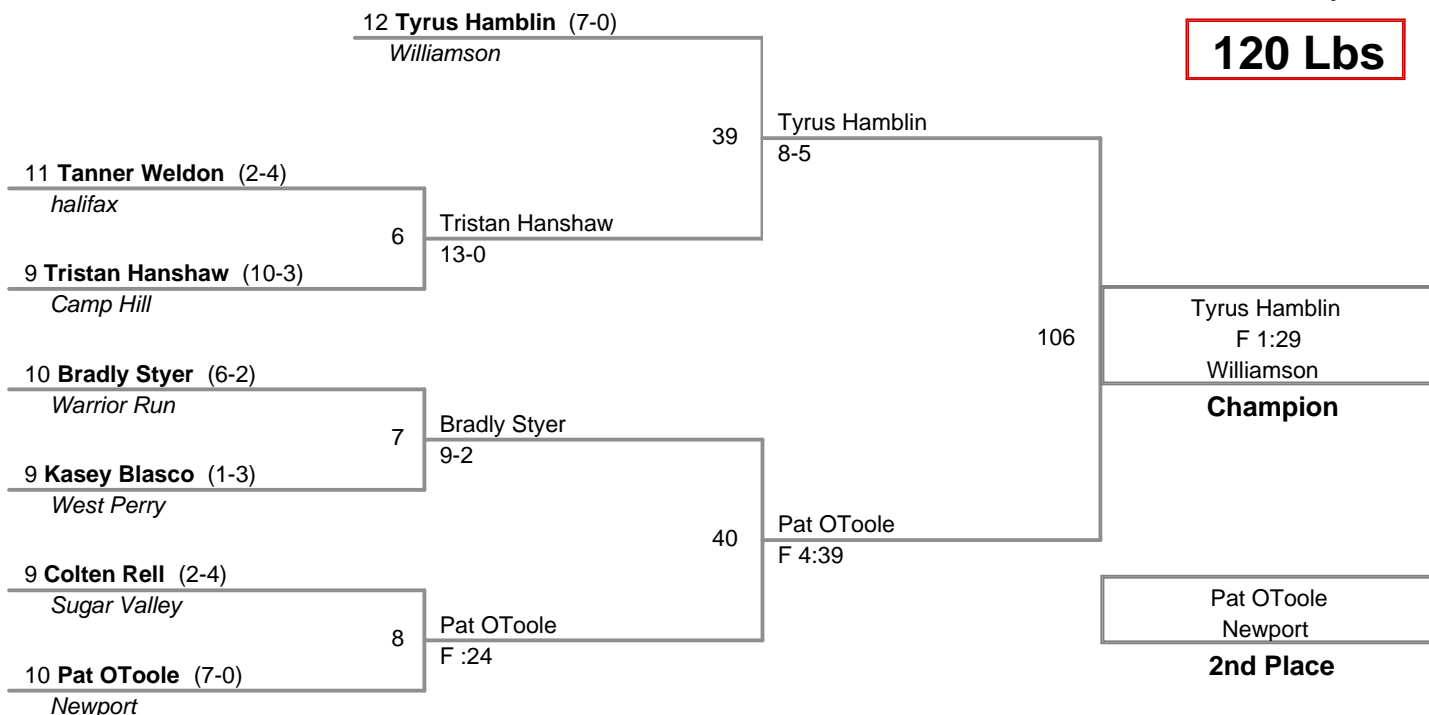 12 Tyrus Hamblin (7-0)
Williamson
120 Lbs
39
Tyrus Hamblin
8-5
11 Tanner Weldon (2-4)
halifax
6
Tristan Hanshaw
13-0
9 Tristan Hanshaw (10-3)
Camp Hill
106
Tyrus Hamblin
F 1:29
Williamson
Champion
10 Bradly Styer (6-2)
Warrior Run
7
Bradly Styer
9-2
9 Kasey Blasco (1-3)
West Perry
40
Pat OToole
F 4:39
9 Colten Rell (2-4)
Sugar Valley
8
Pat OToole
F :24
10 Pat OToole (7-0)
Newport
Pat OToole
Newport
2nd Place